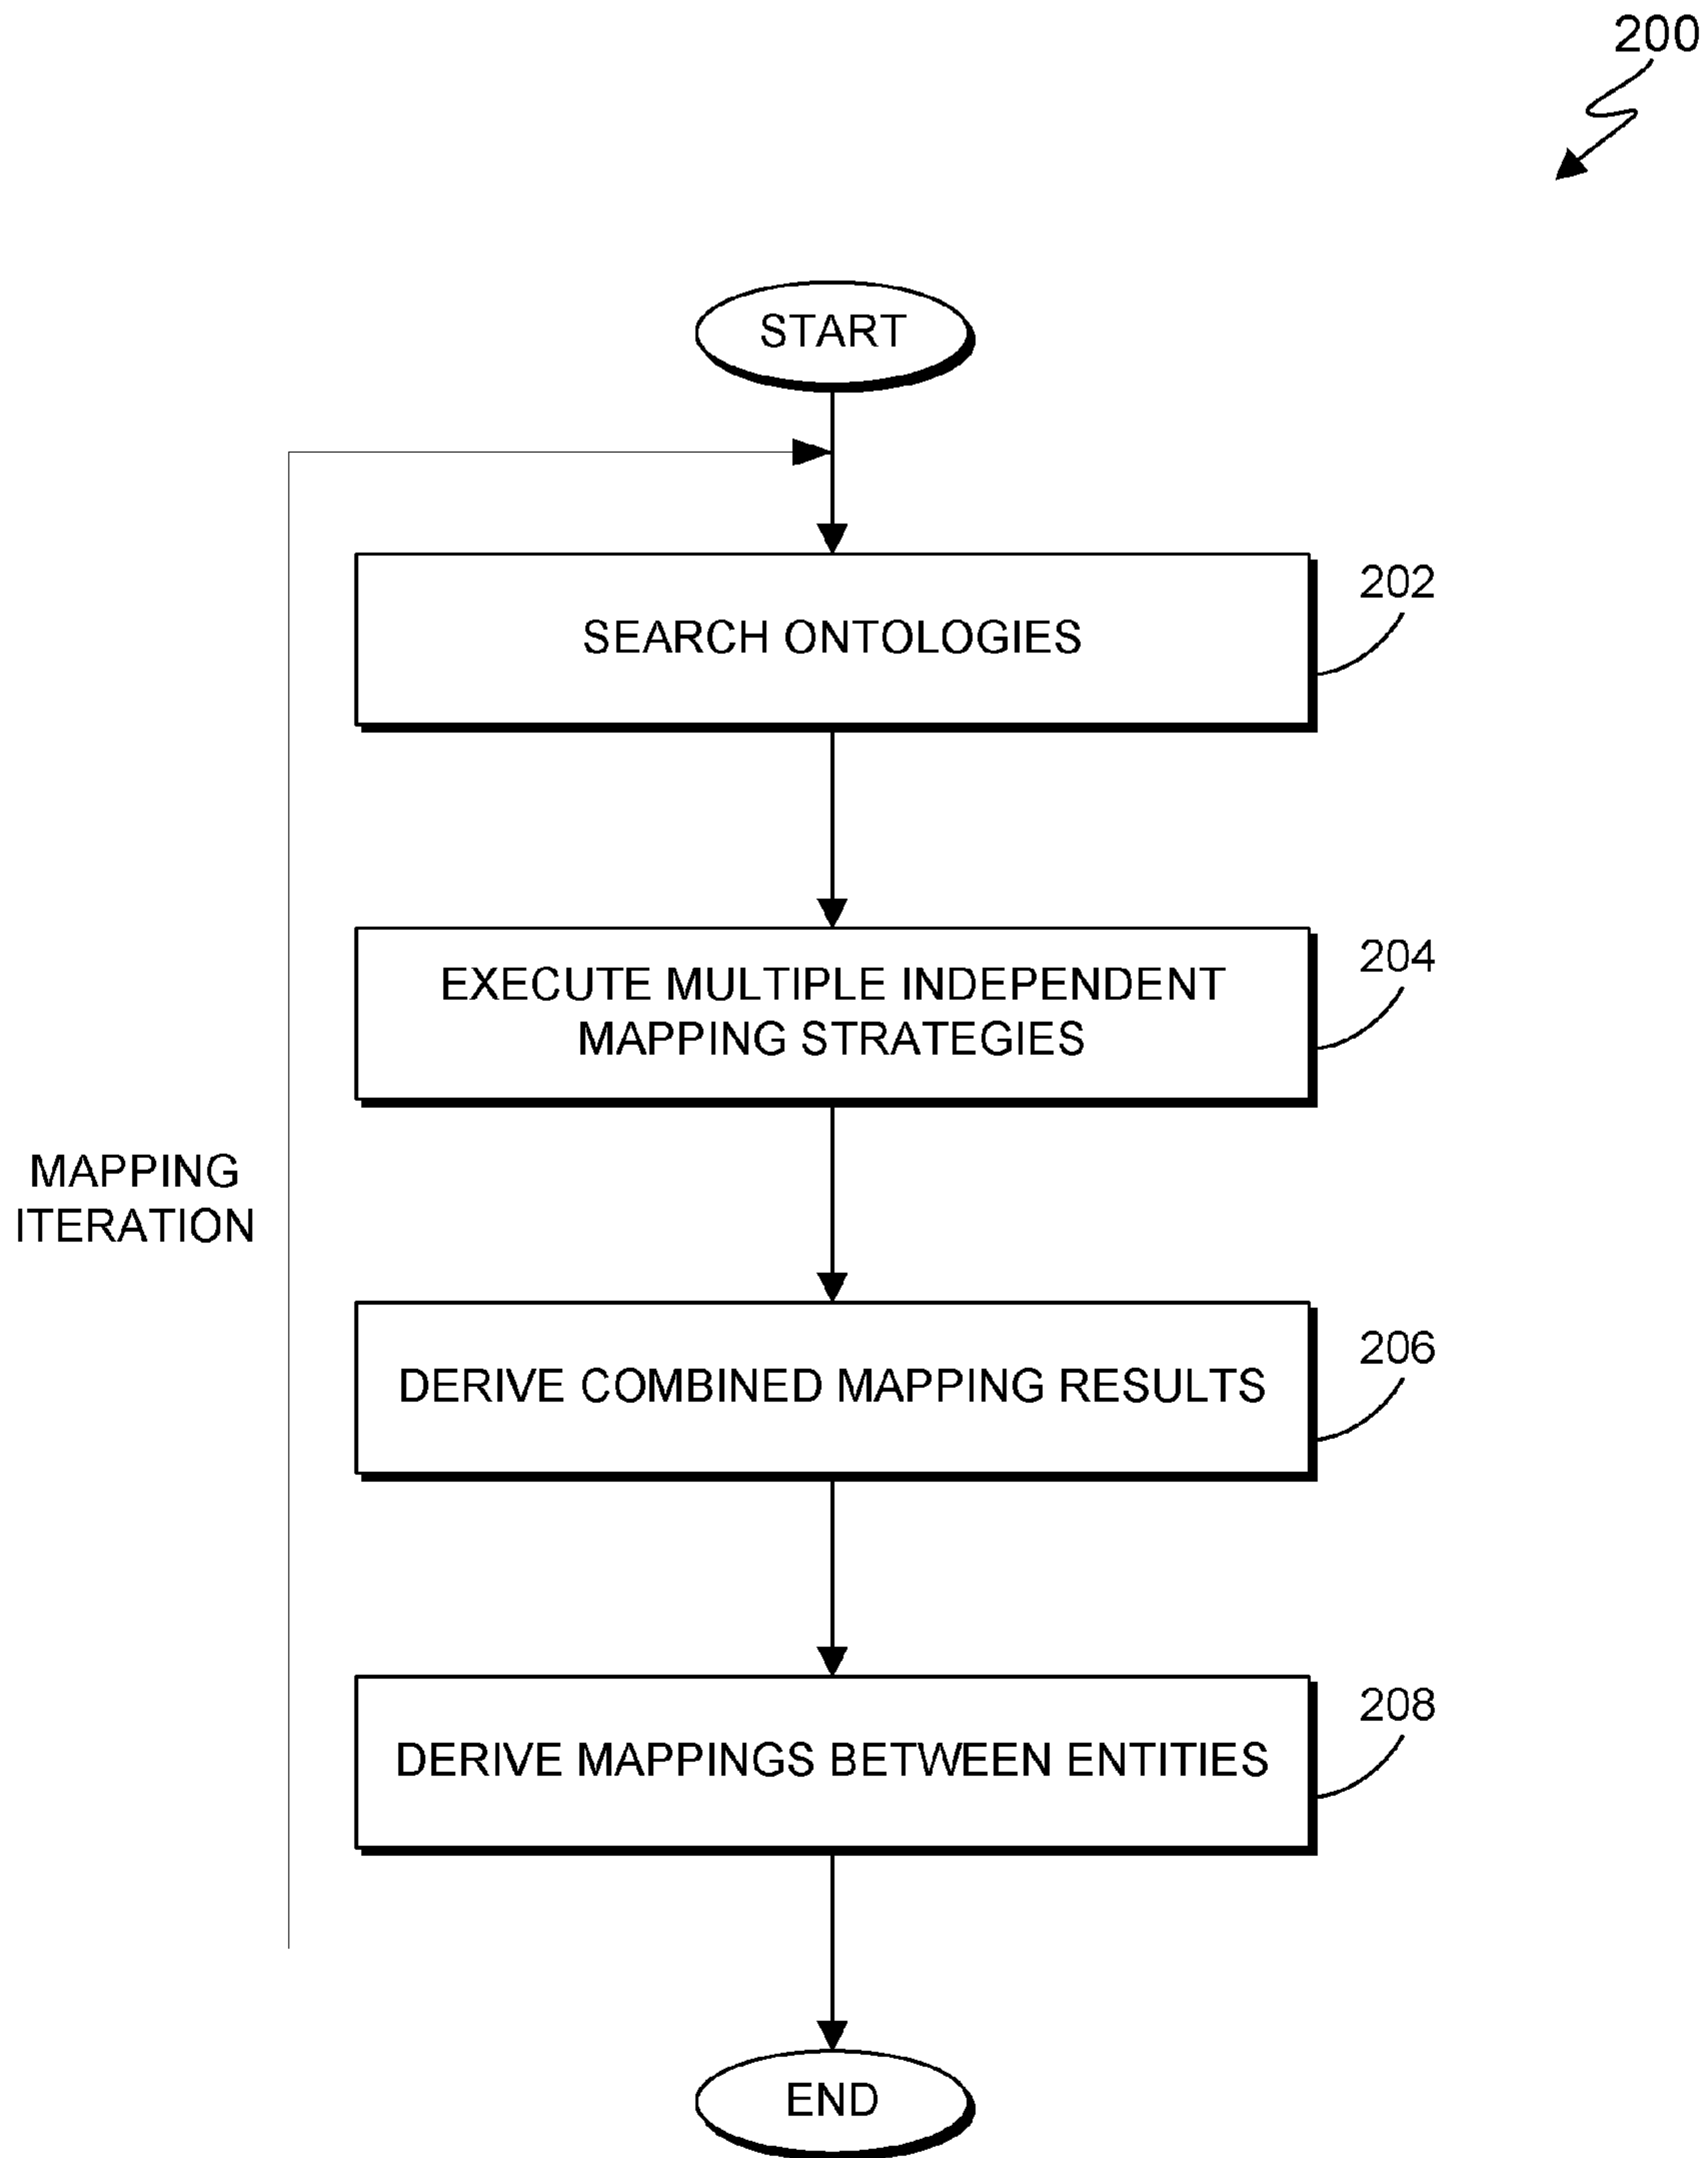 200
START
SEARCH ONTOLOGIES
202
EXECUTE MULTIPLE INDEPENDENT
MAPPING STRATEGIES
204
MAPPING
ITERATION
DERIVE COMBINED MAPPING RESULTS
206
DERIVE MAPPINGS BETWEEN ENTITIES
208
END